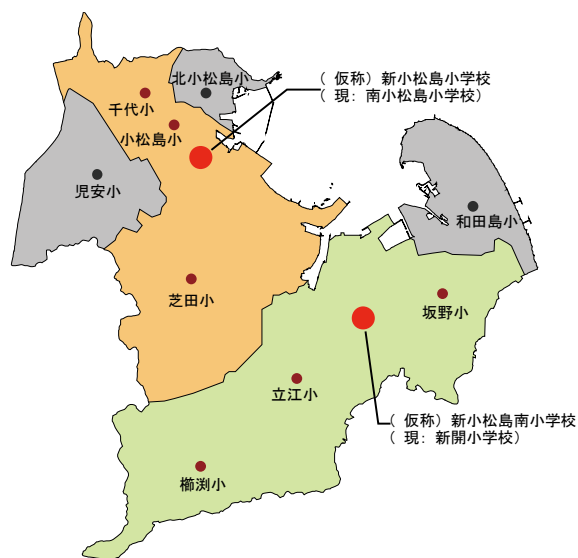 北小松島小
( 仮称）新小松島小学校
( 現：南小松島小学校）
千代小
小松島小
児安小
和田島小
芝田小
坂野小
立江小
( 仮称）新小松島南小学校
( 現：新開小学校）
櫛渕小